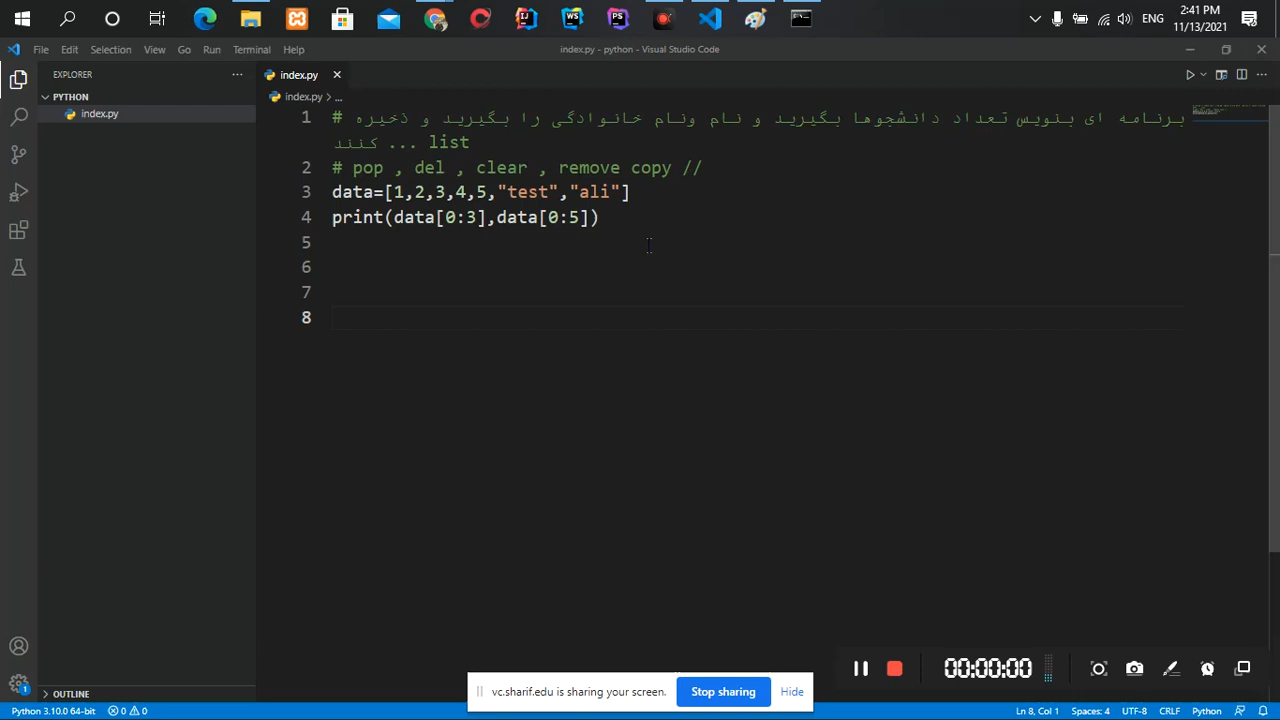 ENG
2:41 PM
11/13/2021
File Edit Selection View Go Run Terminal Help
index.py - python - Visual Studio Code
EXPLORER
index.py
PYTHON
index.py
index.py > ...
1 # برنامه ای بنویس تعداد دانشجوها بگیرید و نام ونام خانوادگی را بگیرید و ذخیره
کنند ... list
2 # pop , del , clear , remove copy //
3 data=[1,2,3,4,5,"test","ali"]
4 print(data[0:3],data[0:5])
5
6
7
8
00:00:00
vc.sharif.edu is sharing your screen. Stop sharing Hide
OUTLINE
1
Python 3.10.0 64-bit 0 0 Ln 8, Col 1 Spaces: 4 UTF-8 CRLF Python